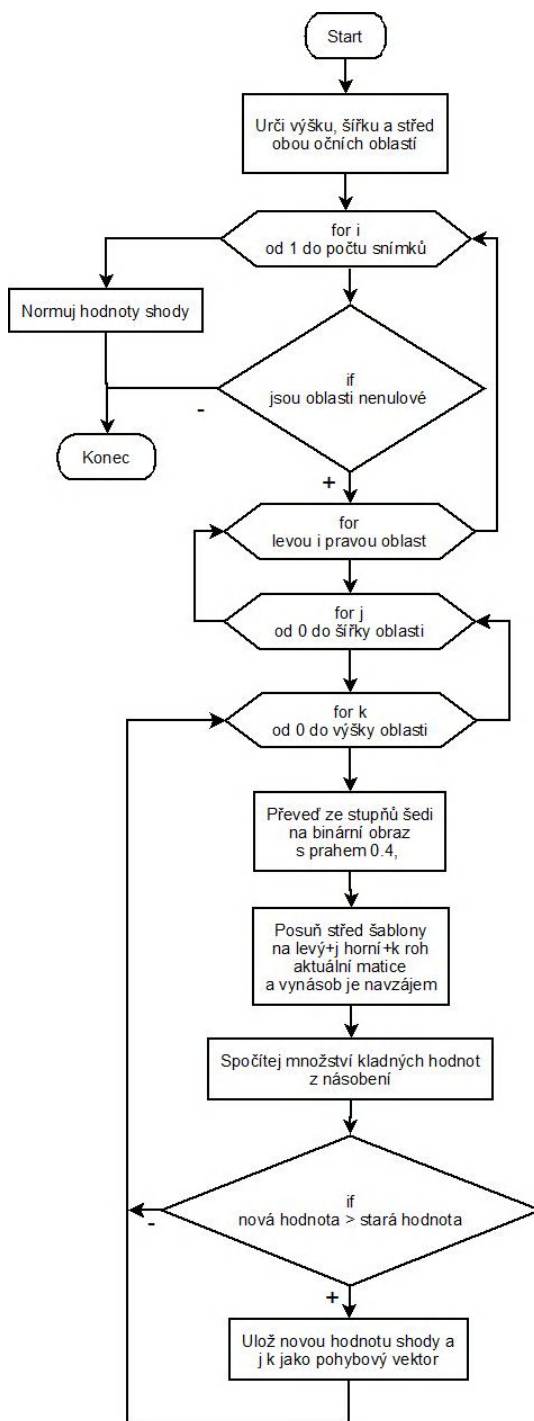 Start
Urči výšku, šířku a střed
obou očních oblastí
for i
od 1 do počtu snímků
Normuj hodnoty shody
if
jsou oblasti nenulové
-
Konec
+
for
levou i pravou oblast
for j
od 0 do šířky oblasti
for k
od 0 do výšky oblasti
Převeď ze stupňů šedi
na binární obraz
s prahem 0.4,
Posuň střed šablony
na levý+j horní+k roh
aktuální matice
a vynásob je navzájem
Spočítej množství kladných hodnot
z násobení
if
nová hodnota > stará hodnota
-
+
Ulož novou hodnotu shody a
j k jako pohybový vektor